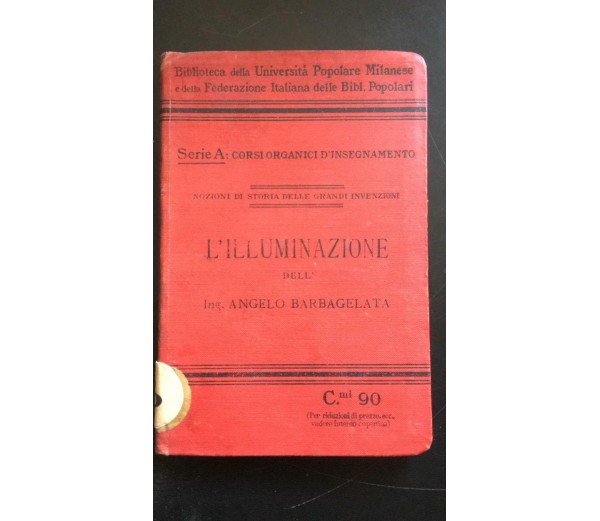 Biblioteca della Università Popolare Milanese
e della Federazione Italiana delle Bibl. Popolari
Serie A: CORSI ORGANICI D'INSEGNAMENTO
NOZIONI DI STORIA DELLE GRANDI INVENZIONI
L'ILLUMINAZIONE
DELL'
Ing. ANGELO BARBAGELATA
C.mi 90
(Per riduzioni di prezzo ecc.,
vedere interno copertina)